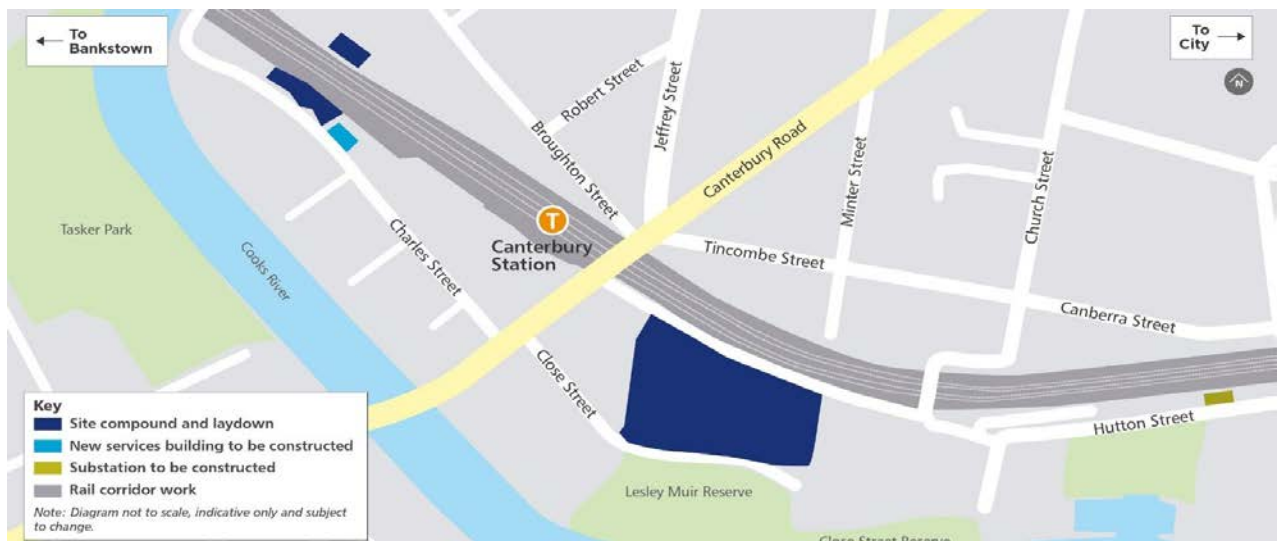 To
Bankstown
To
City
N
Robert Street
Jeffrey Street
Broughton Street
Canterbury Road
Minter Street
Church Street
Tasker Park
Cooks River
Charles Street
T
Canterbury
Station
Tincombe Street
Canberra Street
Close Street
Hutton Street
Lesley Muir Reserve
Close Street Reserve
Key
Site compound and laydown
New services building to be constructed
Substation to be constructed
Rail corridor work
Note: Diagram not to scale, indicative only and subject
to change.